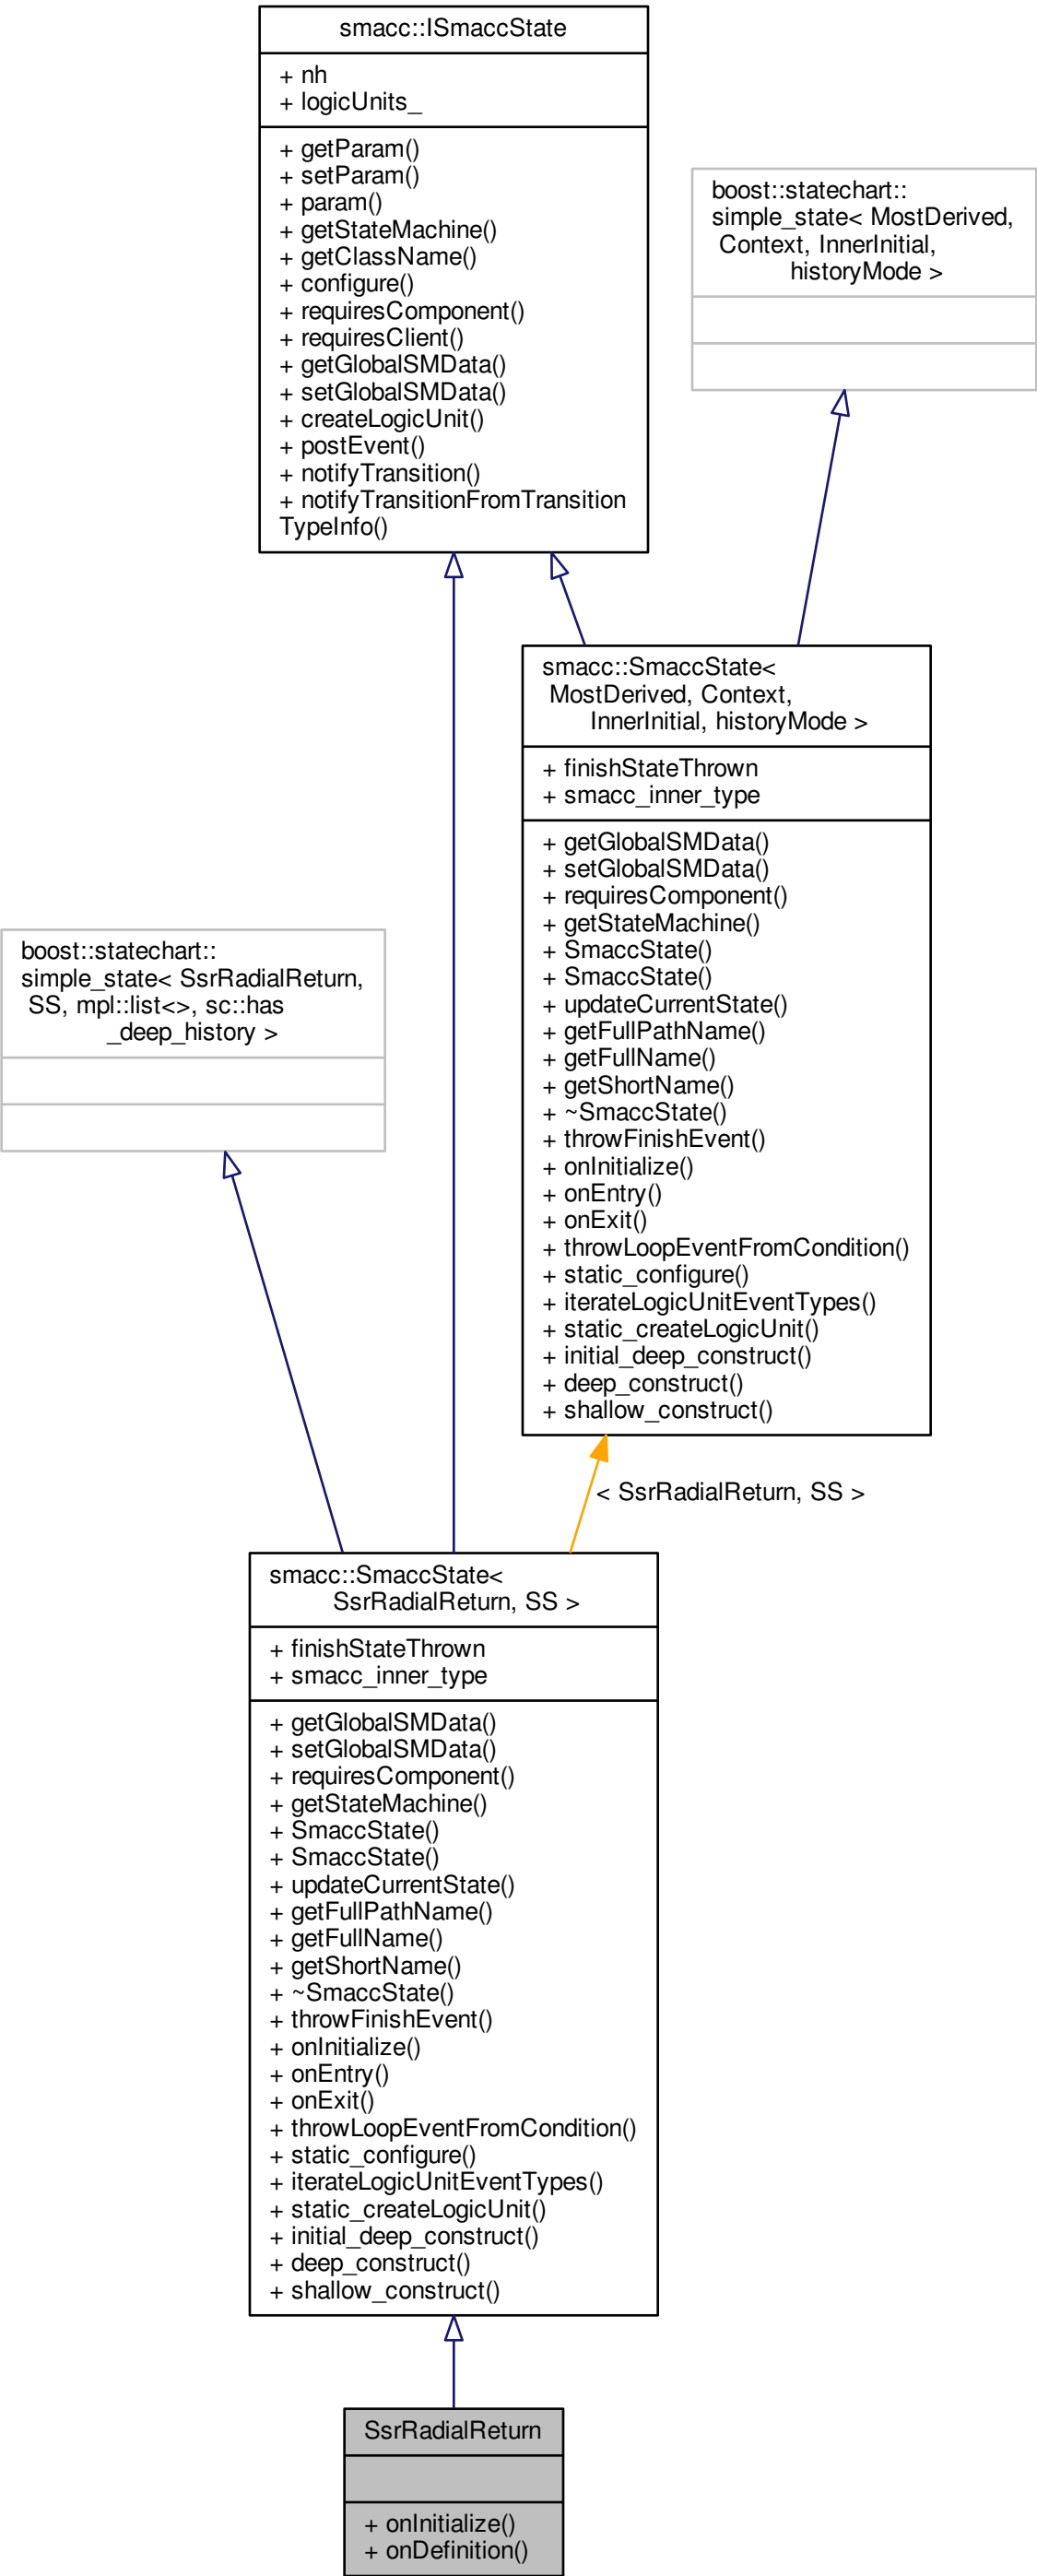 smacc::ISmaccState
+ nh
+ logicUnits_
+ getParam()
+ setParam()
+ param()
+ getStateMachine()
+ getClassName()
+ configure()
+ requiresComponent()
+ requiresClient()
+ getGlobalSMData()
+ setGlobalSMData()
+ createLogicUnit()
+ postEvent()
+ notifyTransition()
+ notifyTransitionFromTransition
TypeInfo()
boost::statechart::
simple_state< MostDerived,
Context, InnerInitial,
historyMode >
smacc::SmaccState<
MostDerived, Context,
InnerInitial, historyMode >
+ finishStateThrown
+ smacc_inner_type
+ getGlobalSMData()
+ setGlobalSMData()
+ requiresComponent()
+ getStateMachine()
+ SmaccState()
+ SmaccState()
+ updateCurrentState()
+ getFullPathName()
+ getFullName()
+ getShortName()
+ ~SmaccState()
+ throwFinishEvent()
+ onInitialize()
+ onEntry()
+ onExit()
+ throwLoopEventFromCondition()
+ static_configure()
+ iterateLogicUnitEventTypes()
+ static_createLogicUnit()
+ initial_deep_construct()
+ deep_construct()
+ shallow_construct()
boost::statechart::
simple_state< SsrRadialReturn,
SS, mpl::list<>, sc::has
_deep_history >
< SsrRadialReturn, SS >
smacc::SmaccState<
SsrRadialReturn, SS >
+ finishStateThrown
+ smacc_inner_type
+ getGlobalSMData()
+ setGlobalSMData()
+ requiresComponent()
+ getStateMachine()
+ SmaccState()
+ SmaccState()
+ updateCurrentState()
+ getFullPathName()
+ getFullName()
+ getShortName()
+ ~SmaccState()
+ throwFinishEvent()
+ onInitialize()
+ onEntry()
+ onExit()
+ throwLoopEventFromCondition()
+ static_configure()
+ iterateLogicUnitEventTypes()
+ static_createLogicUnit()
+ initial_deep_construct()
+ deep_construct()
+ shallow_construct()
SsrRadialReturn
+ onInitialize()
+ onDefinition()